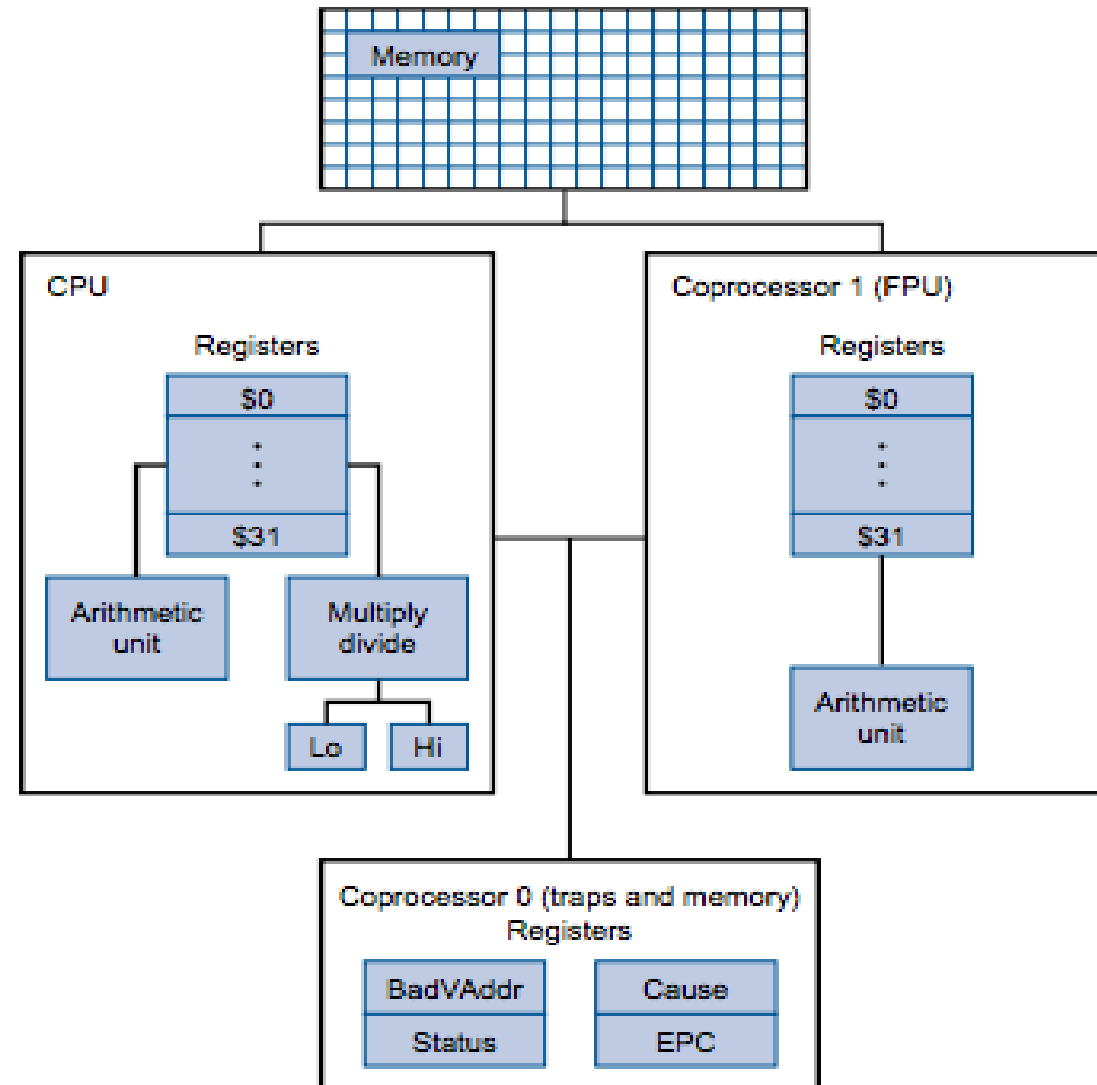 Memory
CPU
Registers
$0
$31
Arithmetic
unit
Multiply
divide
Lo
Hi
Coprocessor 1 (FPU)
Registers
$0
$31
Arithmetic
unit
Coprocessor 0 (traps and memory)
Registers
BadVAddr
Status
Cause
EPC